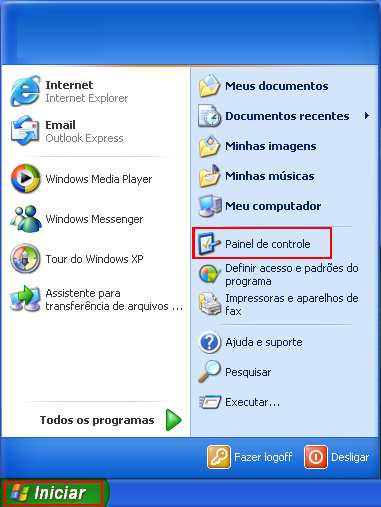 Internet
Internet Explorer
Email
Outlook Express
Windows Media Player
Windows Messenger
Tour do Windows XP
Assistente para
transferência de arquivos ...
Todos os programas
Meus documentos
Documentos recentes
Minhas imagens
Minhas músicas
Meu computador
Painel de controle
Definir acesso e padrões do
programa
Impressoras e aparelhos de
fax
Ajuda e suporte
Pesquisar
Executar...
Fazer logoff
Desligar
Iniciar